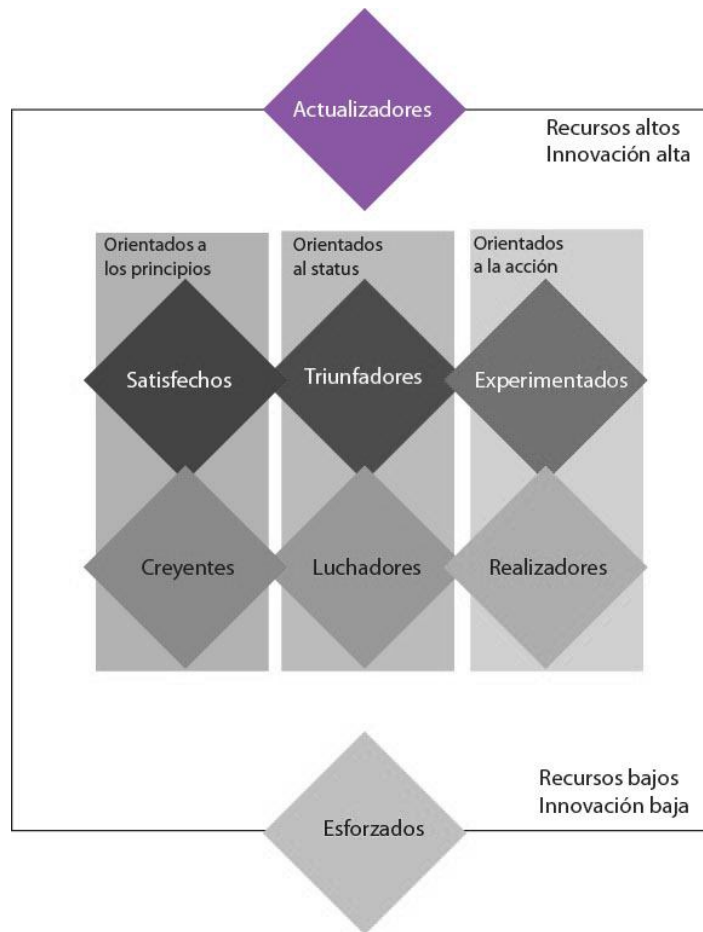 Actualizadores
Recursos altos
Innovación alta
Orientados a
los principios
Orientados
al status
Orientados
a la acción
Satisfechos
Triunfadores
Experimentados
Creyentes
Luchadores
Realizadores
Recursos bajos
Innovación baja
Esforzados